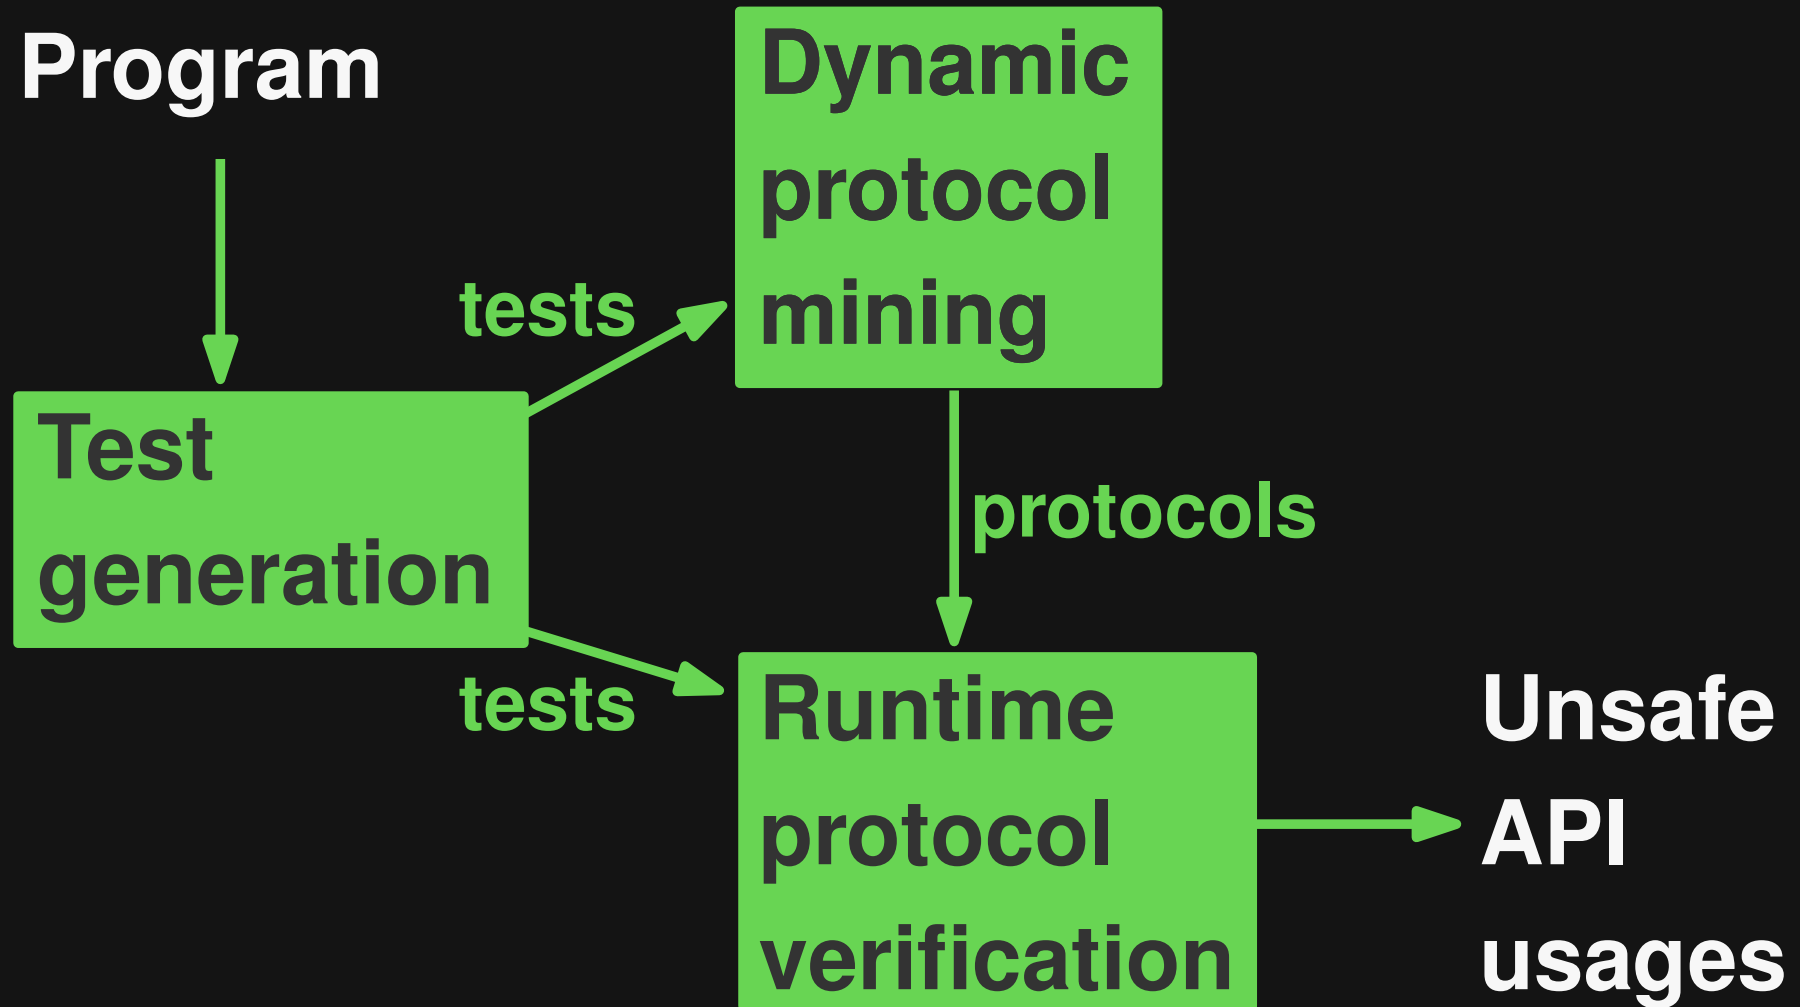 Program
Dynamic
protocol
mining
tests
Test
generation
protocols
tests
Runtime
protocol
verification
Unsafe
API
usages